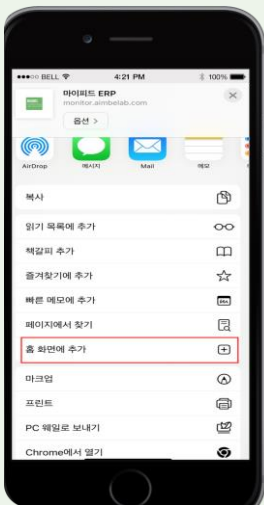 BELL 4:21 PM 100%
마이피드 ERP
monitor.aimbelab.com
옵션 >
AirDrop 메시지 Mail 메모
복사
읽기 목록에 추가
책갈피 추가
즐겨찾기에 추가
빠른 메모에 추가
페이지에서 찾기
홈 화면에 추가
마크업
프린트
PC 웨일로 보내기
Chrome에서 열기